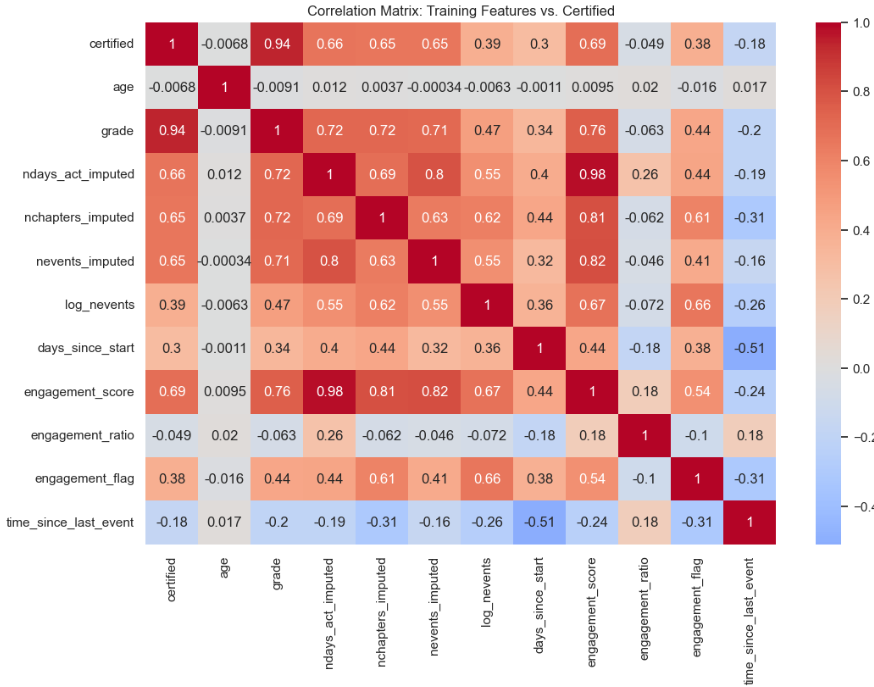 Correlation Matrix: Training Features vs. Certified
certified 1 -0.0068 0.94 0.66 0.65 0.65 0.39 0.3 0.69 -0.049 0.38 -0.18
age -0.0068 1 -0.0091 0.012 0.0037 -0.00034 -0.0063 -0.0011 0.0095 0.02 -0.016 0.017
grade 0.94 -0.0091 1 0.72 0.72 0.71 0.47 0.34 0.76 -0.063 0.44 -0.2
ndays_act_imputed 0.66 0.012 0.72 1 0.69 0.8 0.55 0.4 0.98 0.26 0.44 -0.19
nchapters_imputed 0.65 0.0037 0.72 0.69 1 0.63 0.62 0.44 0.81 -0.062 0.61 -0.31
nevents_imputed 0.65 -0.00034 0.71 0.8 0.63 1 0.55 0.32 0.82 -0.046 0.41 -0.16
log_nevents 0.39 -0.0063 0.47 0.55 0.62 0.55 1 0.36 0.67 -0.072 0.66 -0.26
days_since_start 0.3 -0.0011 0.34 0.4 0.44 0.32 0.36 1 0.44 -0.18 0.38 -0.51
engagement_score 0.69 0.0095 0.76 0.98 0.81 0.82 0.67 0.44 1 0.18 0.54 -0.24
engagement_ratio -0.049 0.02 -0.063 0.26 -0.062 -0.046 -0.072 -0.18 0.18 1 -0.1 0.18
engagement_flag 0.38 -0.016 0.44 0.44 0.61 0.41 0.66 0.38 0.54 -0.1 1 -0.31
time_since_last_event -0.18 0.017 -0.2 -0.19 -0.31 -0.16 -0.26 -0.51 -0.24 0.18 -0.31 1
certified
age
grade
ndays_act_imputed
nchapters_imputed
nevents_imputed
log_nevents
days_since_start
engagement_score
engagement_ratio
engagement_flag
time_since_last_event
1.0
0.8
0.6
0.4
0.2
0.0
−0.2